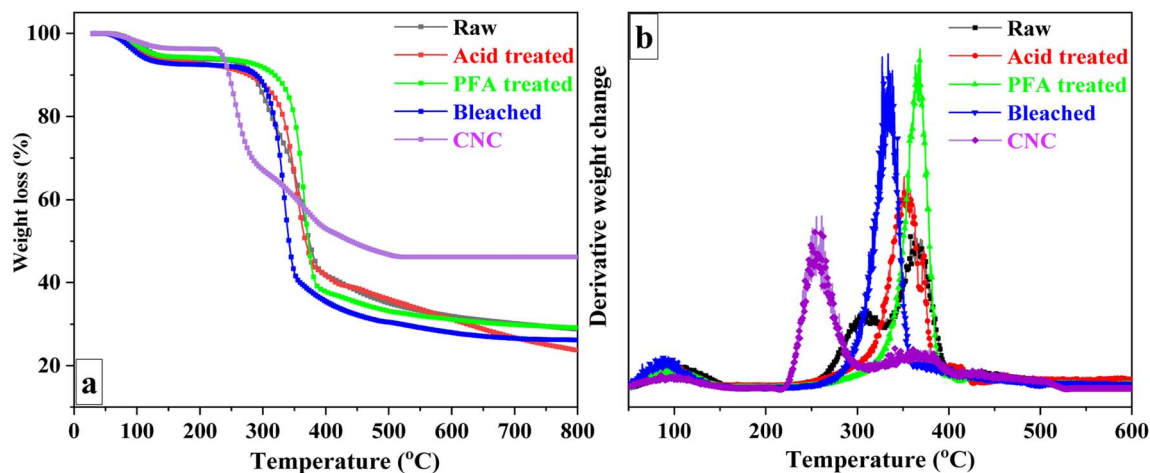 a
Weight loss (%)
100
80
60
40
20
0 100 200 300 400 500 600 700 800
Temperature (°C)
Raw
Acid treated
PFA treated
Bleached
CNC
b
Derivative weight change
100 200 300 400 500 600
Temperature (°C)
Raw
Acid treated
PFA treated
Bleached
CNC